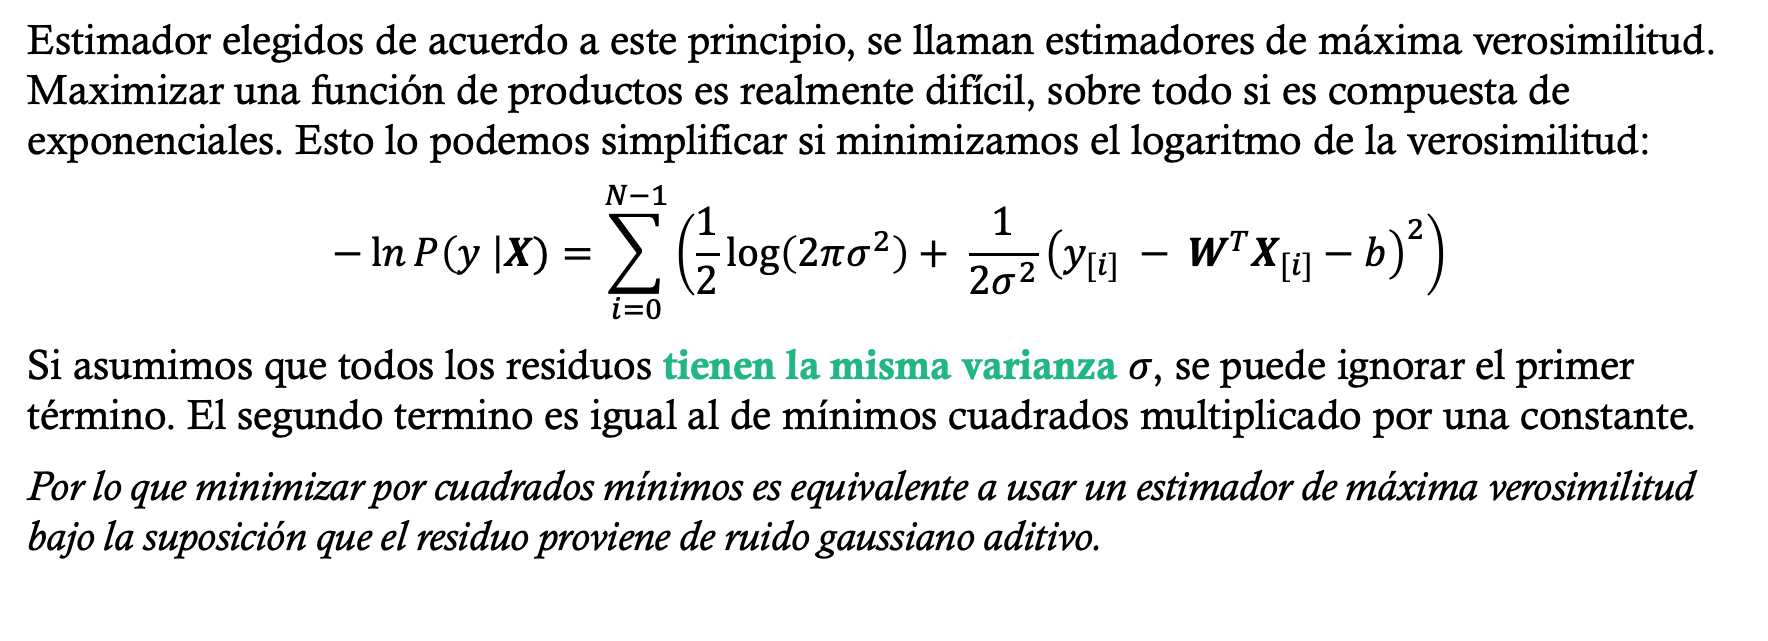 Estimador elegidos de acuerdo a este principio, se llaman estimadores de máxima verosimilitud.
Maximizar una función de productos es realmente difícil, sobre todo si es compuesta de
exponenciales. Esto lo podemos simplificar si minimizamos el logaritmo de la verosimilitud:
− ln P(y |X) = ∑_{i=0}^{N−1} (1/2 log(2πσ²) + 1/(2σ²) (y_{[i]} − W^T X_{[i]} − b)²)
Si asumimos que todos los residuos tienen la misma varianza σ, se puede ignorar el primer
término. El segundo termino es igual al de mínimos cuadrados multiplicado por una constante.
Por lo que minimizar por cuadrados mínimos es equivalente a usar un estimador de máxima verosimilitud
bajo la suposición que el residuo proviene de ruido gaussiano aditivo.